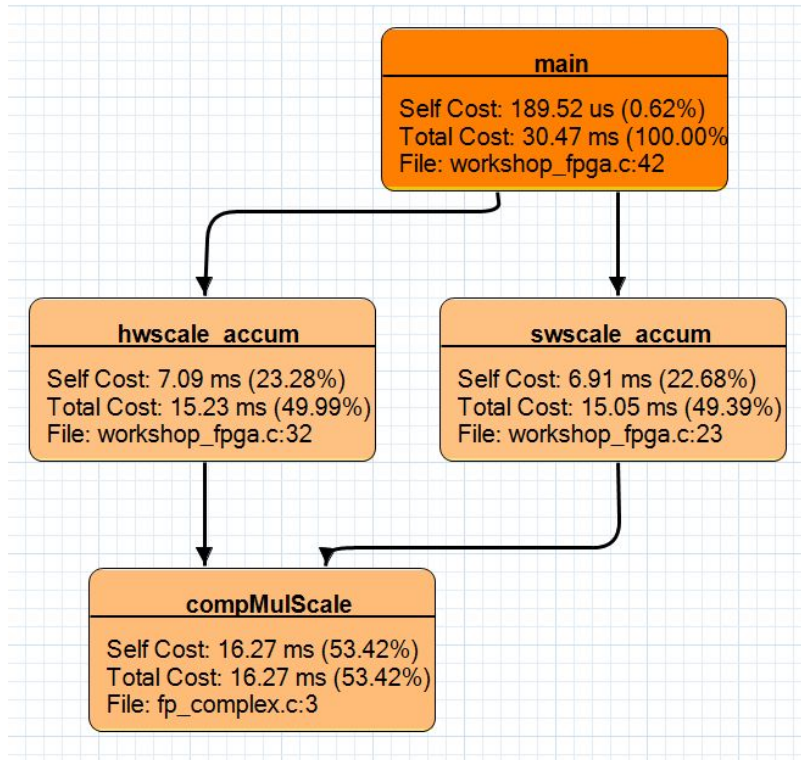 main
Self Cost: 189.52 us (0.62%)
Total Cost: 30.47 ms (100.00%
File: workshop_fpga.c:42
hwscale_accum
Self Cost: 7.09 ms (23.28%)
Total Cost: 15.23 ms (49.99%)
File: workshop_fpga.c:32
swscale_accum
Self Cost: 6.91 ms (22.68%)
Total Cost: 15.05 ms (49.39%)
File: workshop_fpga.c:23
compMulScale
Self Cost: 16.27 ms (53.42%)
Total Cost: 16.27 ms (53.42%)
File: fp_complex.c:3